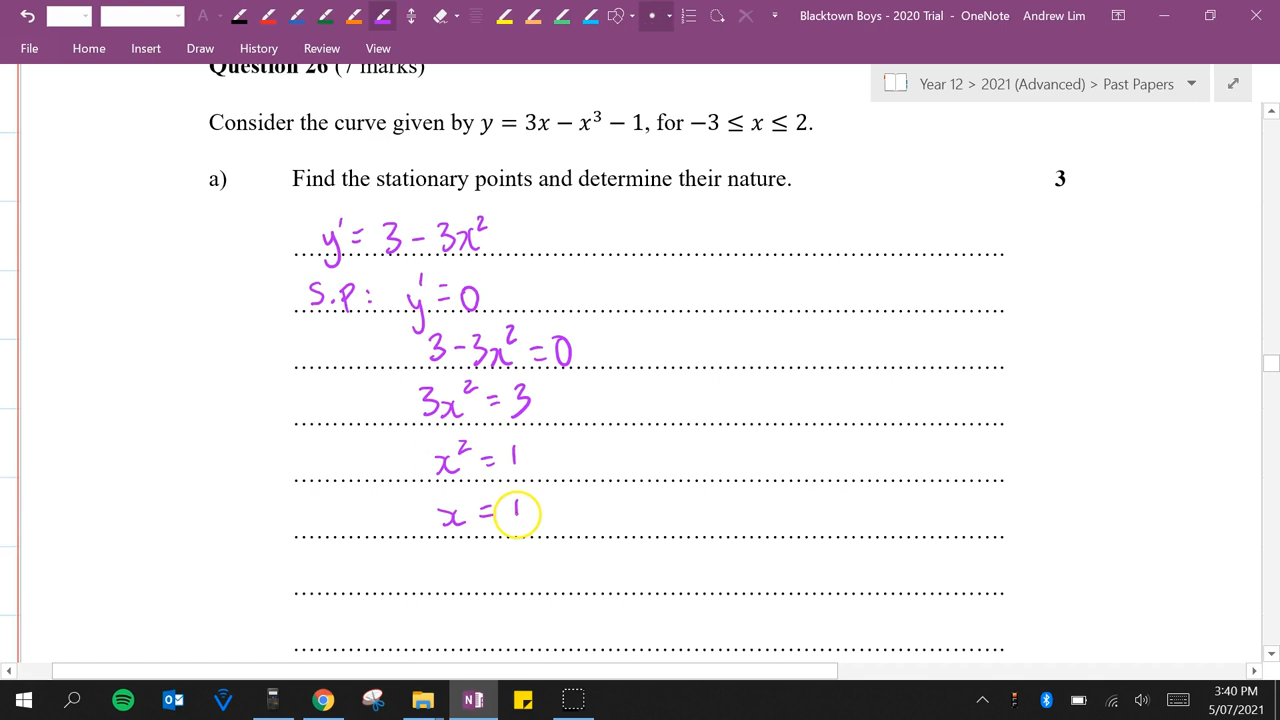 Blacktown Boys - 2020 Trial - OneNote
Andrew Lim
File Home Insert Draw History Review View
Question 26 (7 marks)
Year 12 > 2021 (Advanced) > Past Papers
Consider the curve given by y = 3x − x³ − 1, for −3 ≤ x ≤ 2.
a) Find the stationary points and determine their nature. 3
y' = 3 - 3x²
S.P: y' = 0
3 - 3x² = 0
3x² = 3
x² = 1
x = 1
3:40 PM
5/07/2021